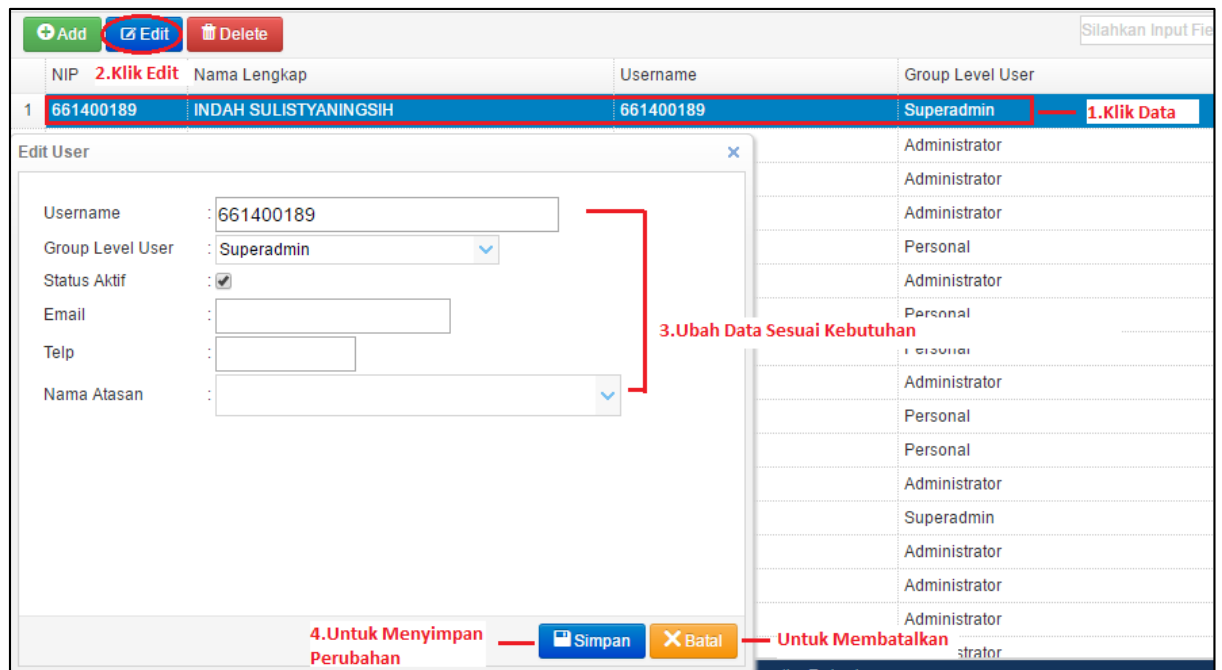 Add Edit Delete Silahkan Input Fie
NIP 2.Klik Edit Nama Lengkap Username Group Level User
1 661400189 INDAH SULISTYANINGSIH 661400189 Superadmin 1.Klik Data
Edit User
Administrator
Administrator
Username : 661400189
Administrator
Group Level User : Superadmin
Personal
Status Aktif :
Administrator
Email :
Personal
3.Ubah Data Sesuai Kebutuhan
Telp :
Personal
Nama Atasan :
Administrator
Personal
Personal
Administrator
Superadmin
Administrator
Administrator
Administrator
4.Untuk Menyimpan
Perubahan
Simpan Batal Untuk Membatalkan
strator